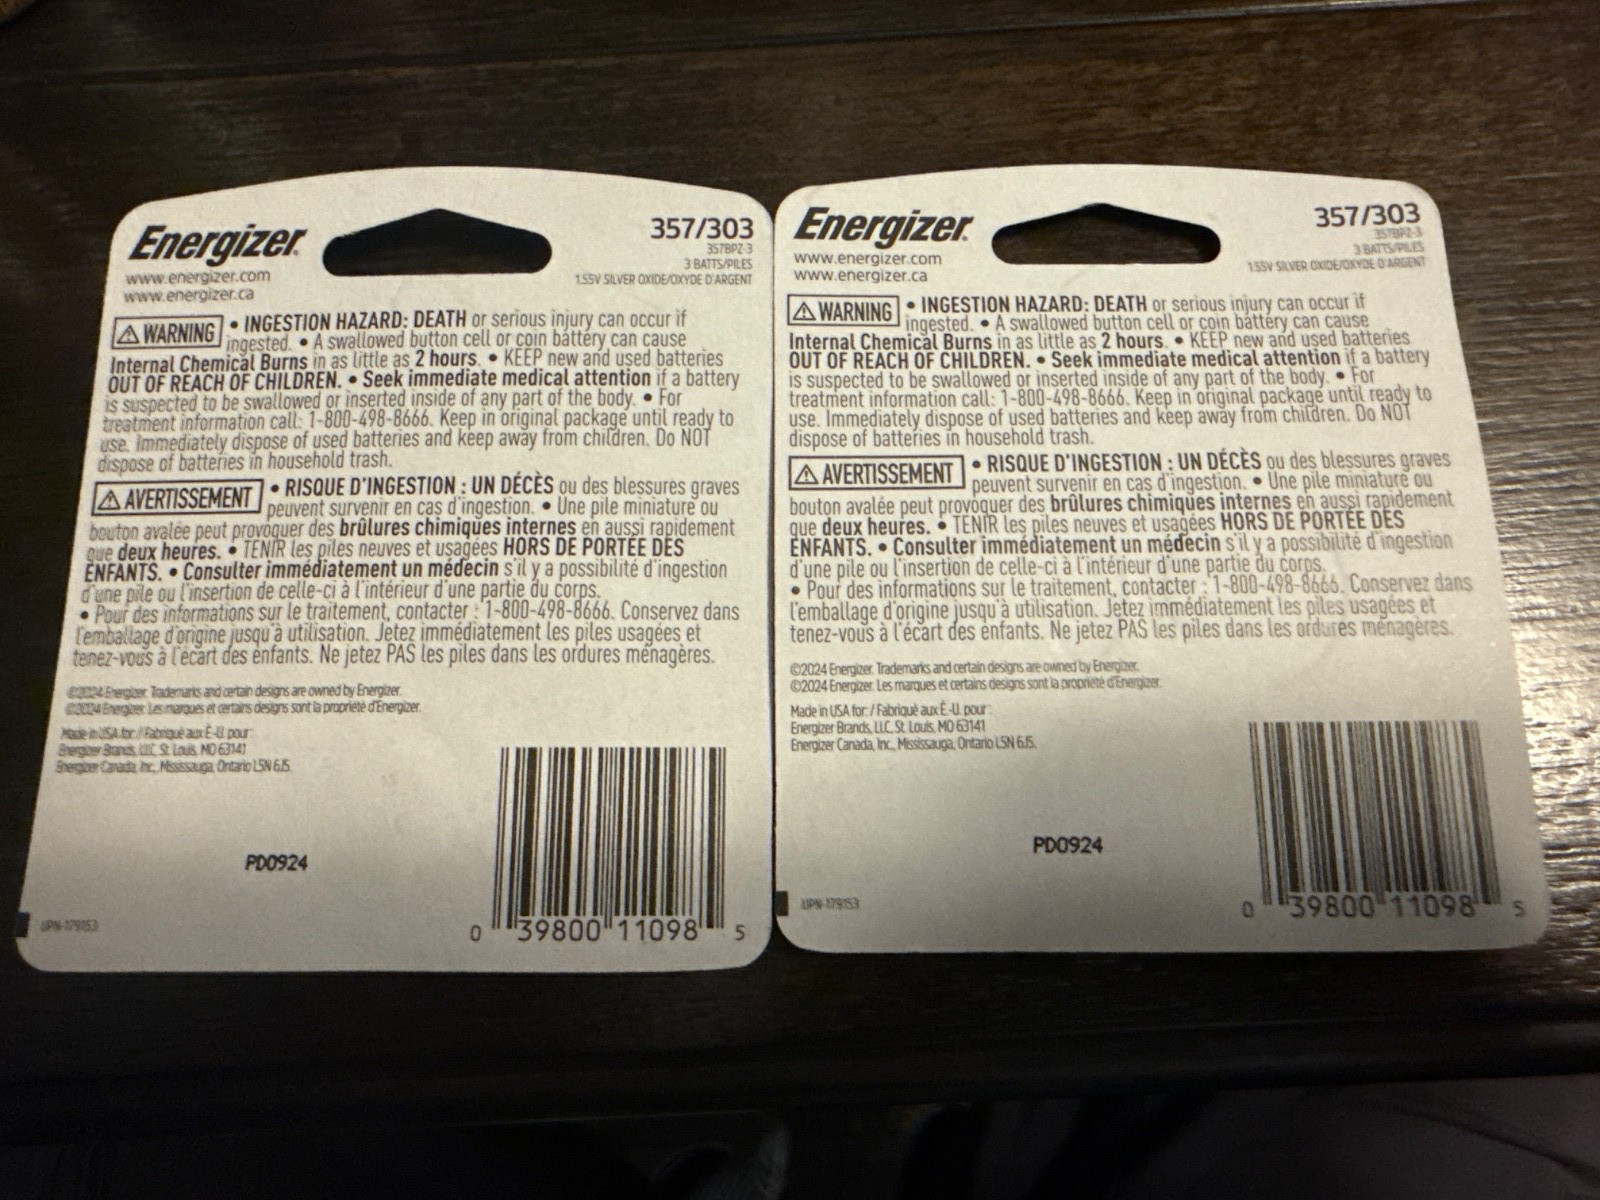 Energizer.
www.energizer.com
www.energizer.ca
357/303
357BPZ-3
3 BATTS/PILES
1.55V SILVER OXIDE/OXYDE D'ARGENT
⚠ WARNING • INGESTION HAZARD: DEATH or serious injury can occur if
ingested. • A swallowed button cell or coin battery can cause
Internal Chemical Burns in as little as 2 hours. • KEEP new and used batteries
OUT OF REACH OF CHILDREN. • Seek immediate medical attention if a battery
is suspected to be swallowed or inserted inside of any part of the body. • For
treatment information call: 1-800-498-8666. Keep in original package until ready to
use. Immediately dispose of used batteries and keep away from children. Do NOT
dispose of batteries in household trash.
⚠ AVERTISSEMENT • RISQUE D'INGESTION : UN DÉCÈS ou des blessures graves
peuvent survenir en cas d'ingestion. • Une pile miniature ou
bouton avalée peut provoquer des brûlures chimiques internes en aussi rapidement
que deux heures. • TENIR les piles neuves et usagées HORS DE PORTÉE DES
ENFANTS. • Consulter immédiatement un médecin s'il y a possibilité d'ingestion
d'une pile ou l'insertion de celle-ci à l'intérieur d'une partie du corps.
• Pour des informations sur le traitement, contacter : 1-800-498-8666. Conservez dans
l'emballage d'origine jusqu'à utilisation. Jetez immédiatement les piles usagées et
tenez-vous à l'écart des enfants. Ne jetez PAS les piles dans les ordures ménagères.
©2024 Energizer. Trademarks and certain designs are owned by Energizer.
©2024 Energizer. Les marques et certains designs sont la propriété d'Energizer.
Made in USA for: / Fabriqué aux É.-U. pour :
Energizer Brands, LLC, St. Louis, MO 63141
Energizer Canada, Inc., Mississauga, Ontario L5N 6J5.
PD0924
UPN-179153
0 39800 11098 5
Energizer.
www.energizer.com
www.energizer.ca
357/303
357BPZ-3
3 BATTS/PILES
1.55V SILVER OXIDE/OXYDE D'ARGENT
⚠ WARNING • INGESTION HAZARD: DEATH or serious injury can occur if
ingested. • A swallowed button cell or coin battery can cause
Internal Chemical Burns in as little as 2 hours. • KEEP new and used batteries
OUT OF REACH OF CHILDREN. • Seek immediate medical attention if a battery
is suspected to be swallowed or inserted inside of any part of the body. • For
treatment information call: 1-800-498-8666. Keep in original package until ready to
use. Immediately dispose of used batteries and keep away from children. Do NOT
dispose of batteries in household trash.
⚠ AVERTISSEMENT • RISQUE D'INGESTION : UN DÉCÈS ou des blessures graves
peuvent survenir en cas d'ingestion. • Une pile miniature ou
bouton avalée peut provoquer des brûlures chimiques internes en aussi rapidement
que deux heures. • TENIR les piles neuves et usagées HORS DE PORTÉE DES
ENFANTS. • Consulter immédiatement un médecin s'il y a possibilité d'ingestion
d'une pile ou l'insertion de celle-ci à l'intérieur d'une partie du corps.
• Pour des informations sur le traitement, contacter : 1-800-498-8666. Conservez dans
l'emballage d'origine jusqu'à utilisation. Jetez immédiatement les piles usagées et
tenez-vous à l'écart des enfants. Ne jetez PAS les piles dans les ordures ménagères.
©2024 Energizer. Trademarks and certain designs are owned by Energizer.
©2024 Energizer. Les marques et certains designs sont la propriété d'Energizer.
Made in USA for: / Fabriqué aux É.-U. pour :
Energizer Brands, LLC, St. Louis, MO 63141
Energizer Canada, Inc., Mississauga, Ontario L5N 6J5.
PD0924
UPN-179153
0 39800 11098 5